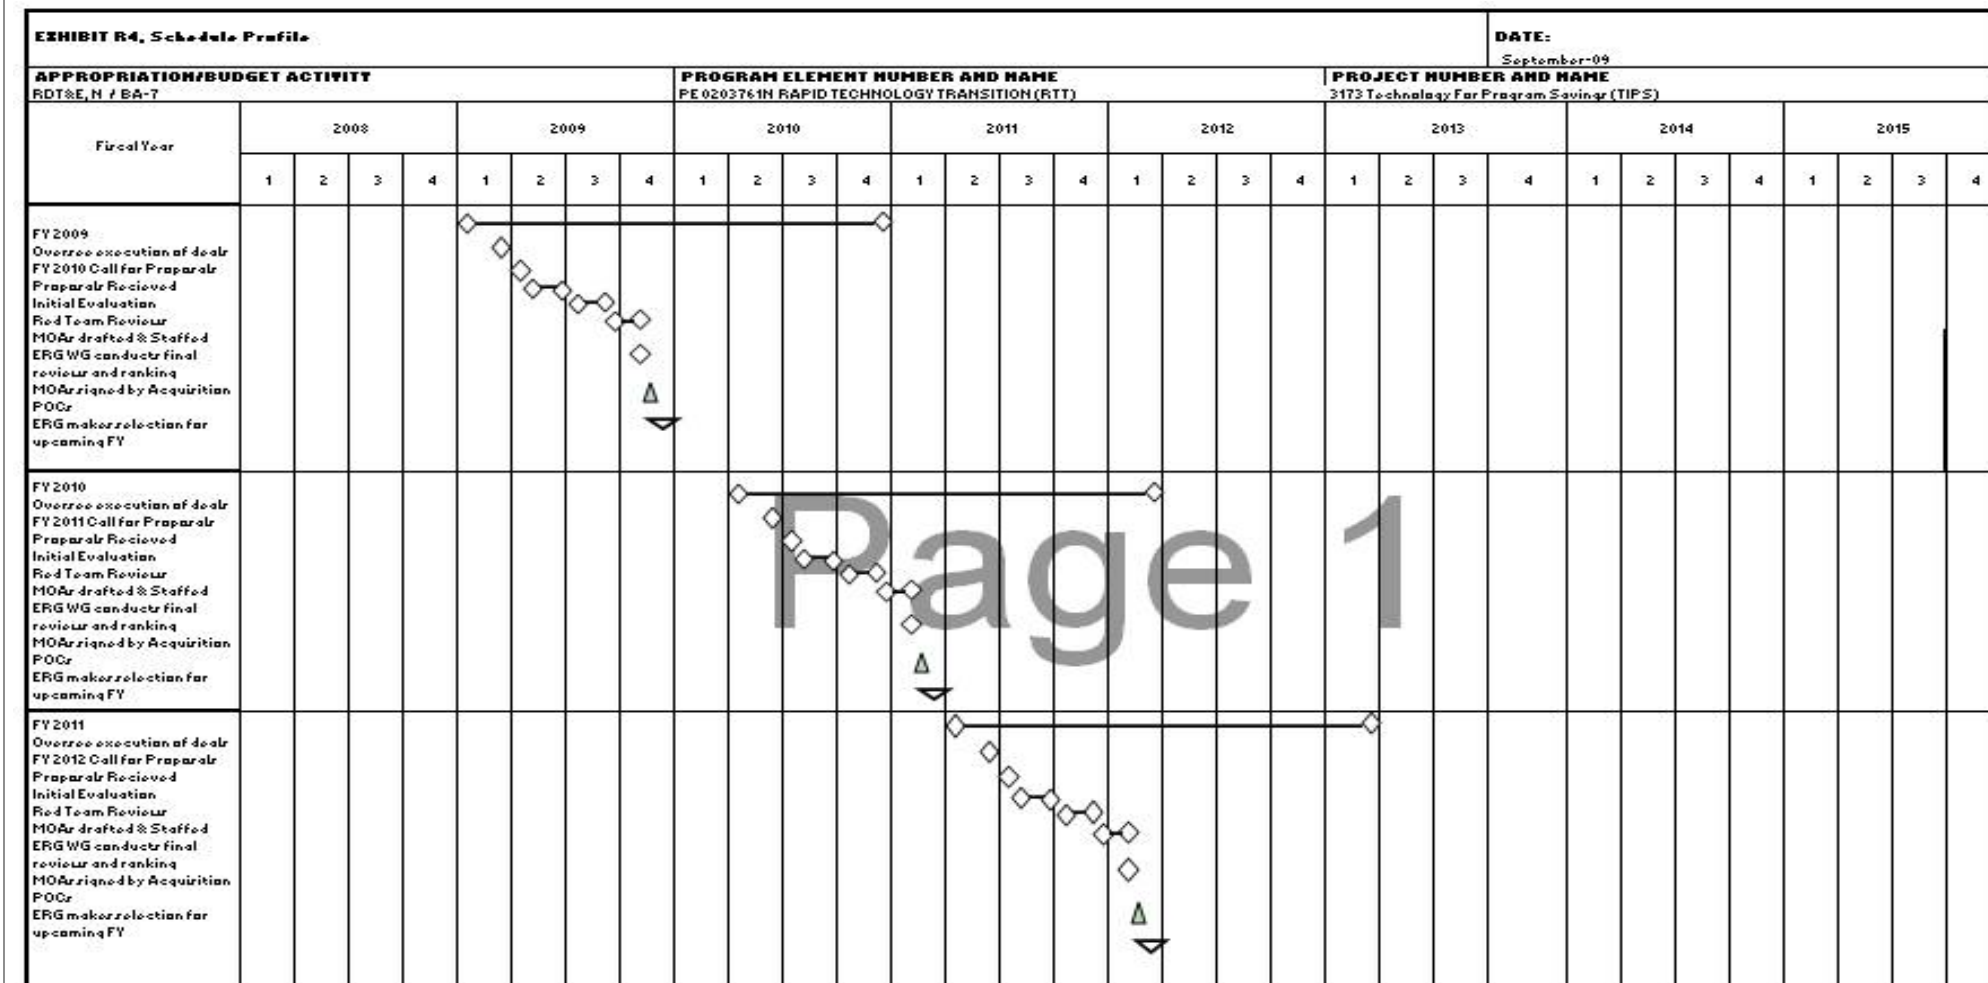 EXHIBIT R4, Schedule Profile
DATE:
September-09
APPROPRIATION/BUDGET ACTIVITY
PROGRAM ELEMENT NUMBER AND NAME
PROJECT NUMBER AND NAME
RDT&E, N / BA-7
PE 0203761N RAPID TECHNOLOGY TRANSITION (RTT)
3173 Technology For Program Savings (TIPS)
Fiscal Year
2008 2009 2010 2011 2012 2013 2014 2015
1 2 3 4 1 2 3 4 1 2 3 4 1 2 3 4 1 2 3 4 1 2 3 4 1 2 3 4 1 2 3 4
FY 2009
Oversee execution of deals
FY 2010 Call for Proposals
Proposals Recieved
Initial Evaluation
Red Team Review
MOAs drafted & Staffed
ERG WG conducts final
review and ranking
MOAs signed by Acquisition
POCs
ERG makes selection for
upcoming FY
FY 2010
Oversee execution of deals
FY 2011 Call for Proposals
Proposals Recieved
Initial Evaluation
Red Team Review
MOAs drafted & Staffed
ERG WG conducts final
review and ranking
MOAs signed by Acquisition
POCs
ERG makes selection for
upcoming FY
Page 1
FY 2011
Oversee execution of deals
FY 2012 Call for Proposals
Proposals Recieved
Initial Evaluation
Red Team Review
MOAs drafted & Staffed
ERG WG conducts final
review and ranking
MOAs signed by Acquisition
POCs
ERG makes selection for
upcoming FY